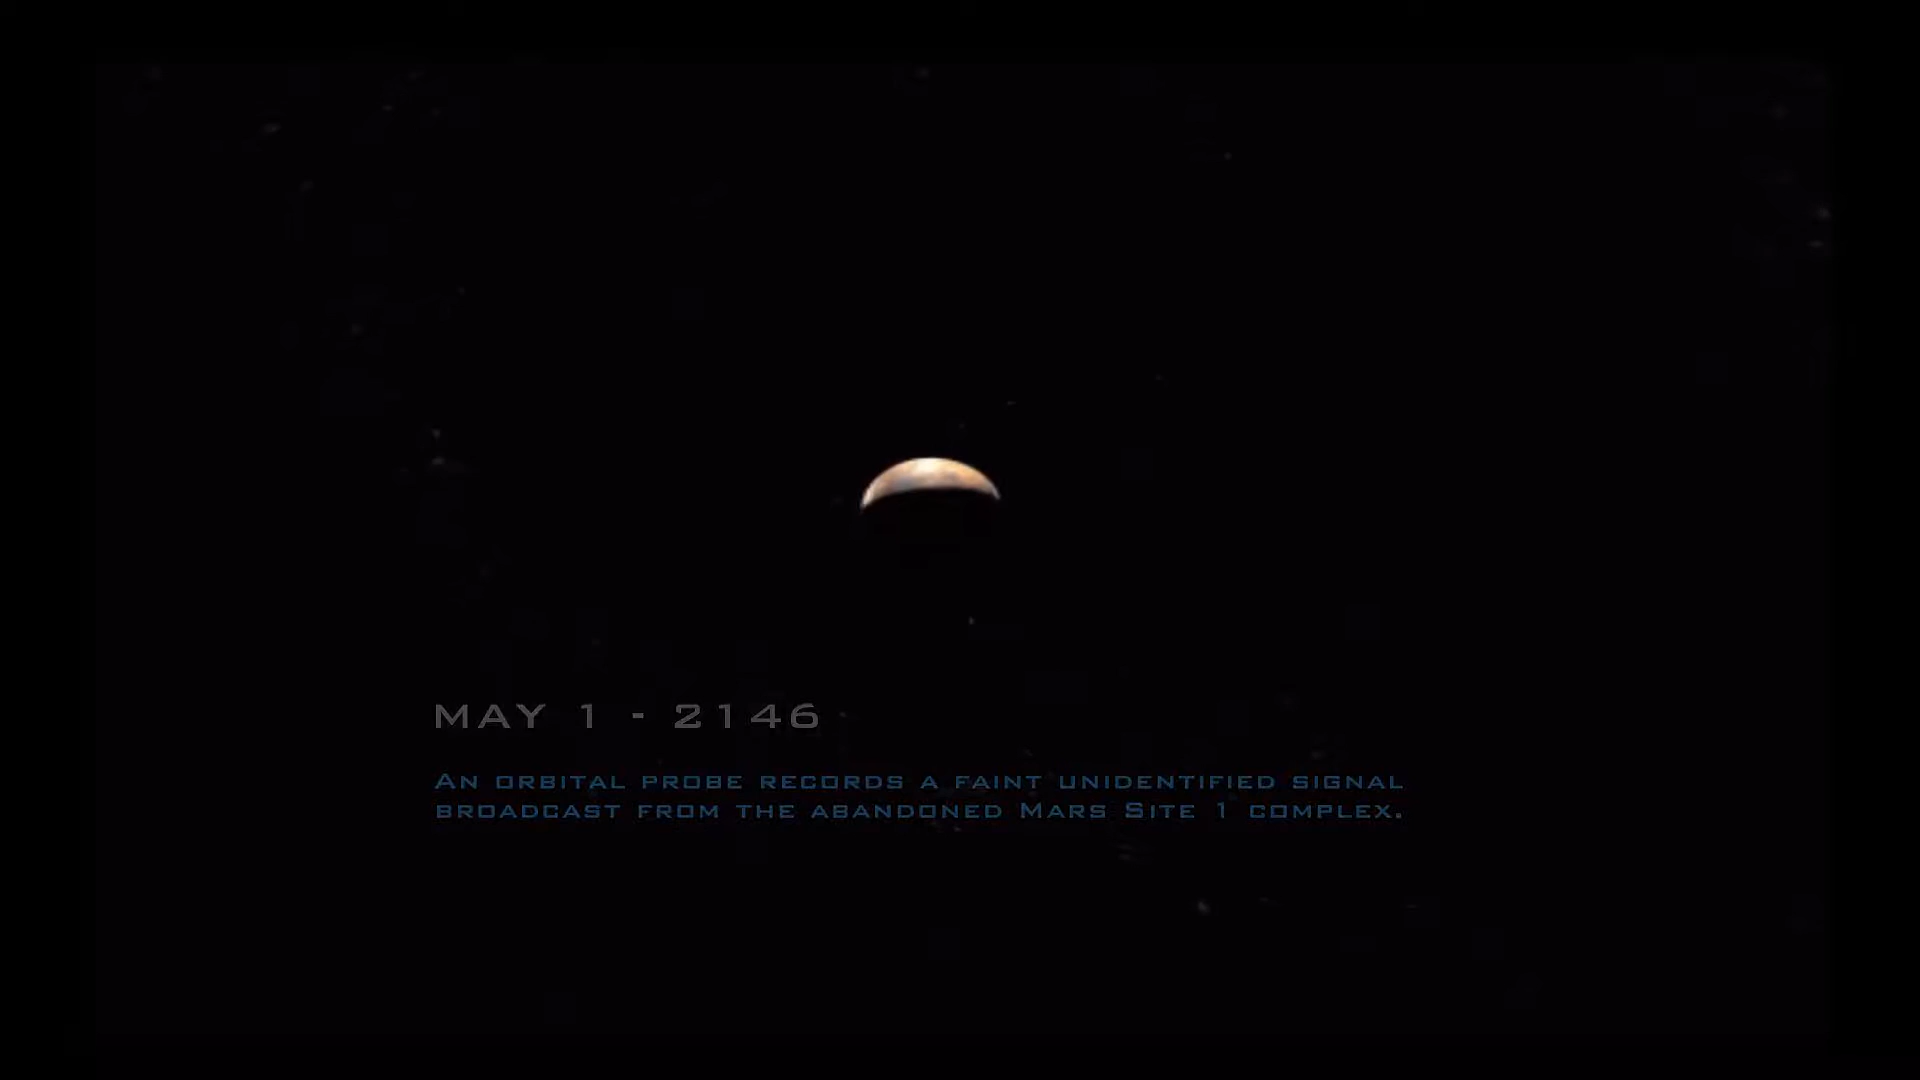 MAY 1 - 2146
An orbital probe records a faint unidentified signal
broadcast from the abandoned Mars Site 1 complex.